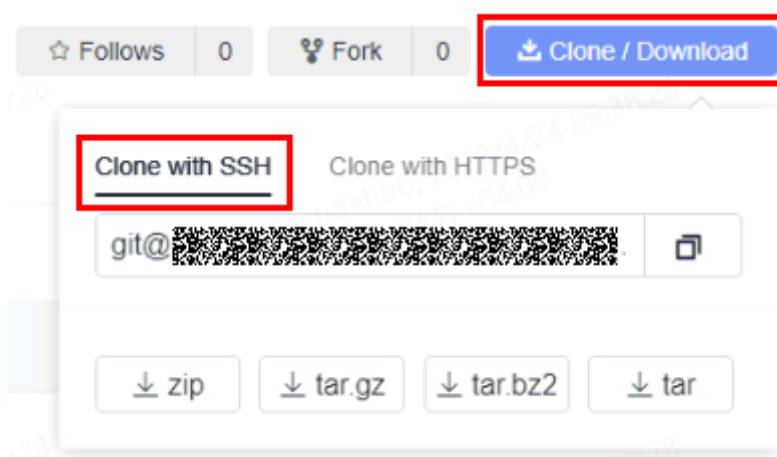 Follows 0 Fork 0 Clone / Download
Clone with SSH Clone with HTTPS
git@
zip tar.gz tar.bz2 tar